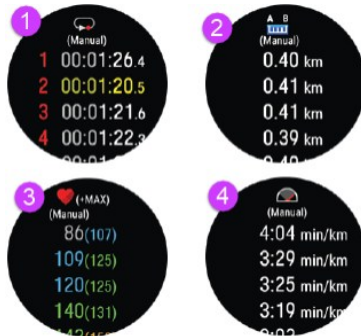 1
(Manual)
1 00:01:26.4
2 00:01:20.5
3 00:01:21.6
4 00:01:22.3
2
A B
(Manual)
0.40 km
0.41 km
0.41 km
0.39 km
3
(+MAX)
(Manual)
86(107)
109(125)
120(125)
140(131)
4
(Manual)
4:04 min/km
3:29 min/km
3:25 min/km
3:19 min/km